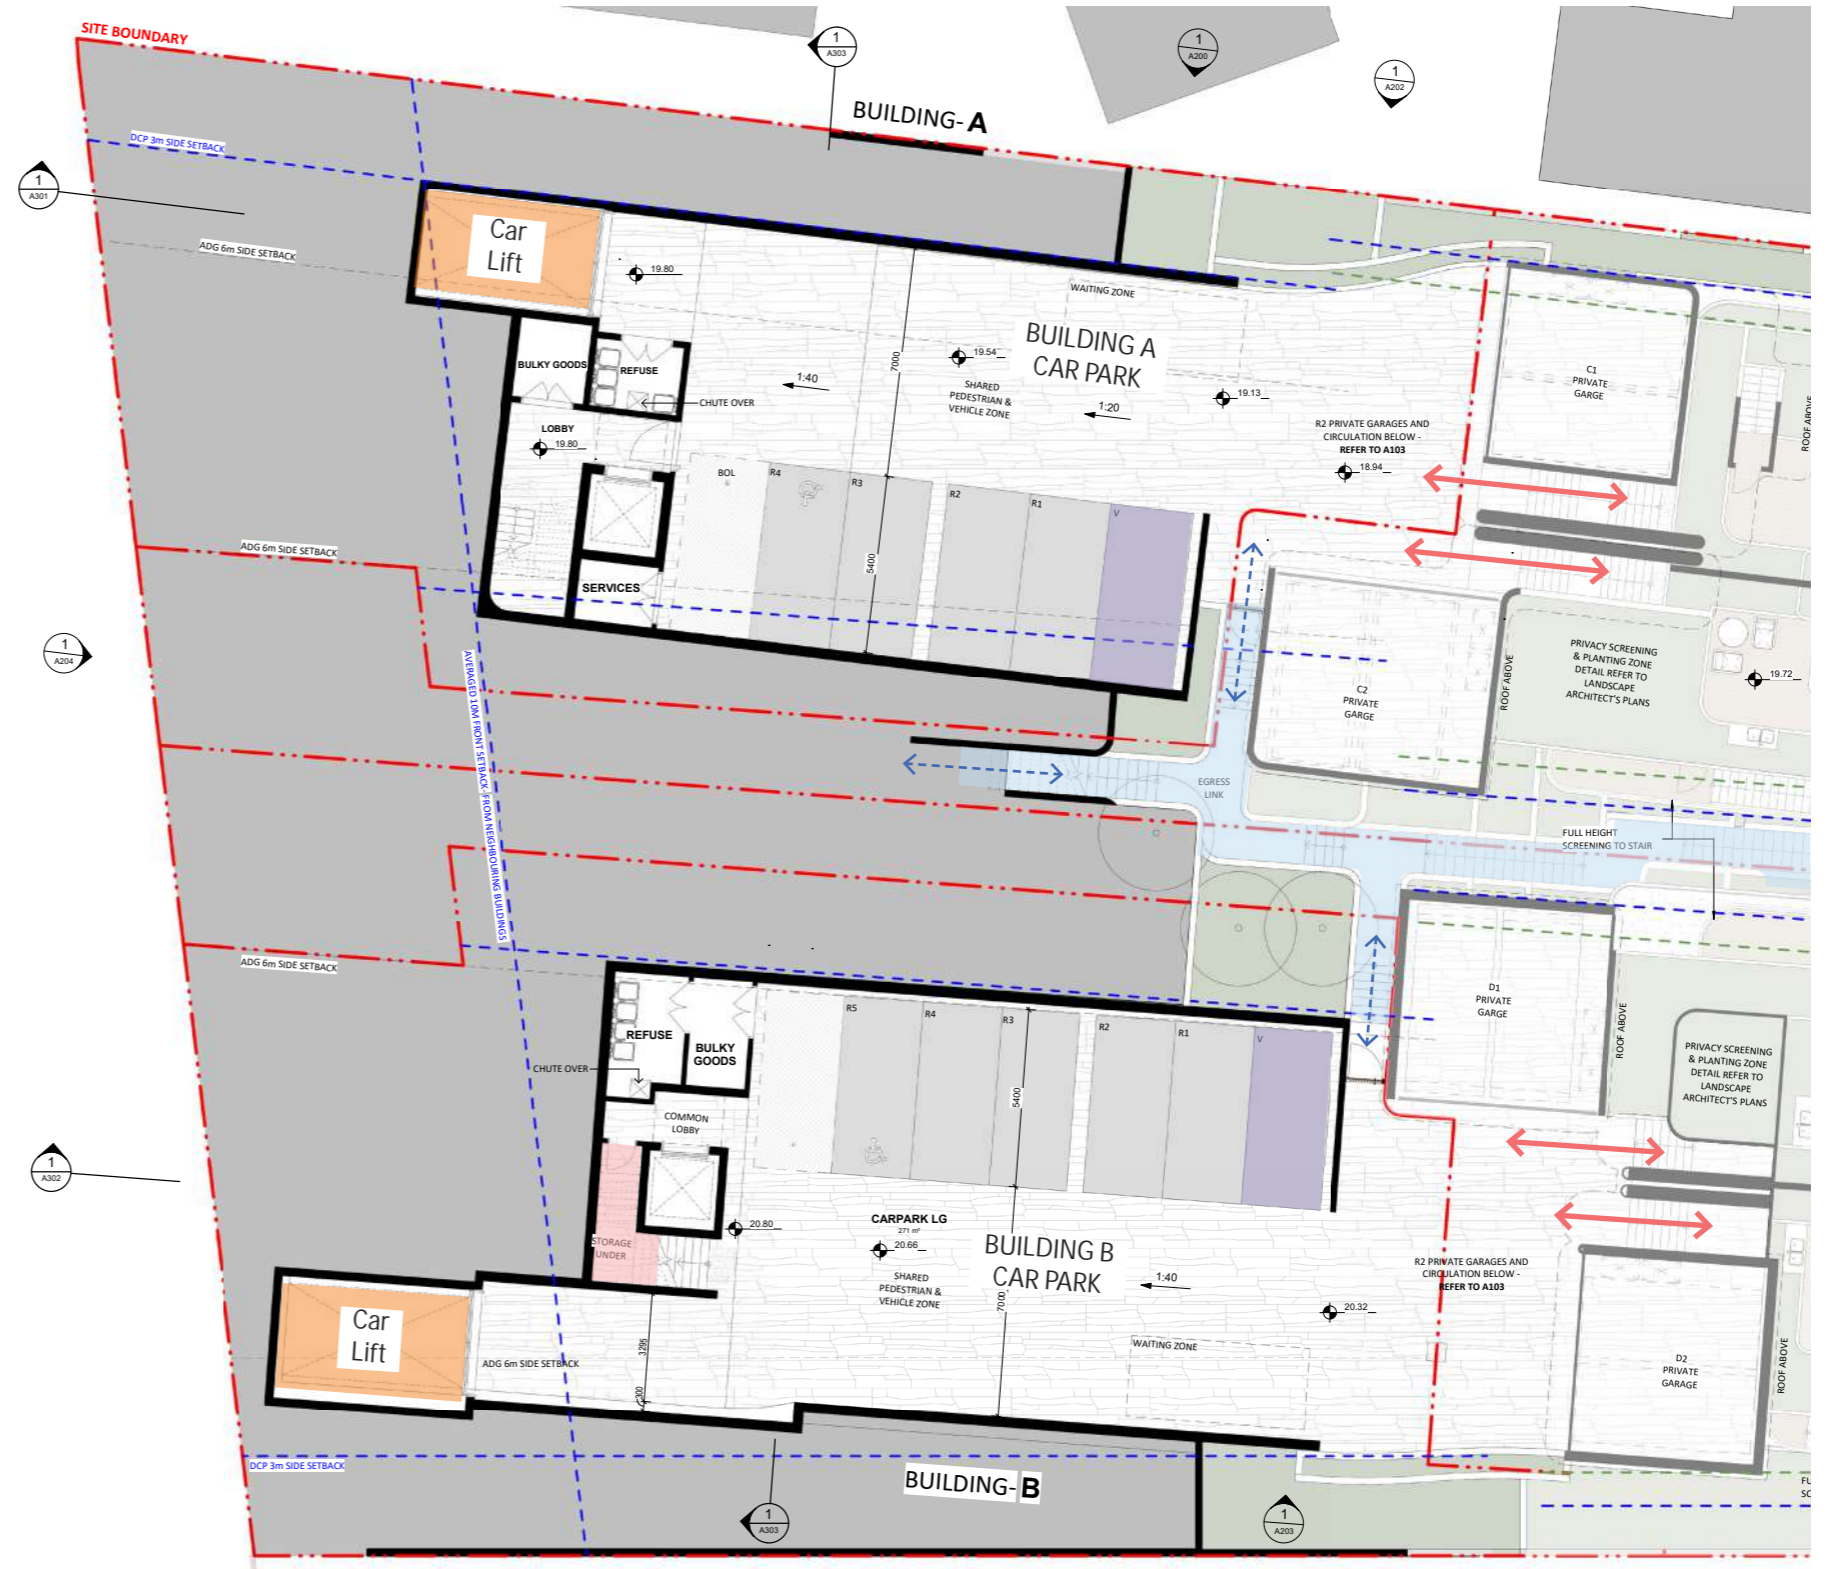 SITE BOUNDARY
1
A303
1
A200
1
A202
BUILDING- A
DCP 3m SIDE SETBACK
1
A301
ADG 6m SIDE SETBACK
Car
Lift
19.80
WAITING ZONE
BUILDING A
CAR PARK
19.54
7000
1:40
SHARED
PEDESTRIAN &
VEHICLE ZONE
1:20
19.13
BULKY GOODS
REFUSE
CHUTE OVER
LOBBY
19.80
C1
PRIVATE
GARGE
ROOF ABOVE
R2 PRIVATE GARAGES AND
CIRCULATION BELOW -
REFER TO A103
18.94
BOL
R4
R3
R2
R1
V
5400
SERVICES
ADG 6m SIDE SETBACK
1
A204
AVERAGED 10M FRONT SETBACK- FROM NEIGHBOURING BUILDINGS
C2
PRIVATE
GARGE
ROOF ABOVE
PRIVACY SCREENING
& PLANTING ZONE
DETAIL REFER TO
LANDSCAPE
ARCHITECT'S PLANS
19.72
EGRESS
LINK
FULL HEIGHT
SCREENING TO STAIR
ADG 6m SIDE SETBACK
REFUSE
BULKY
GOODS
CHUTE OVER
COMMON
LOBBY
R5
R4
R3
R2
R1
V
5400
D1
PRIVATE
GARGE
ROOF ABOVE
PRIVACY SCREENING
& PLANTING ZONE
DETAIL REFER TO
LANDSCAPE
ARCHITECT'S PLANS
1
A302
STORAGE
UNDER
20.80
CARPARK LG
271 m²
20.66
BUILDING B
CAR PARK
SHARED
PEDESTRIAN &
VEHICLE ZONE
7000
1:40
R2 PRIVATE GARAGES AND
CIRCULATION BELOW -
REFER TO A103
20.32
Car
Lift
3295
300
ADG 6m SIDE SETBACK
WAITING ZONE
D2
PRIVATE
GARAGE
ROOF ABOVE
DCP 3m SIDE SETBACK
BUILDING- B
1
A303
1
A203
FU
SC